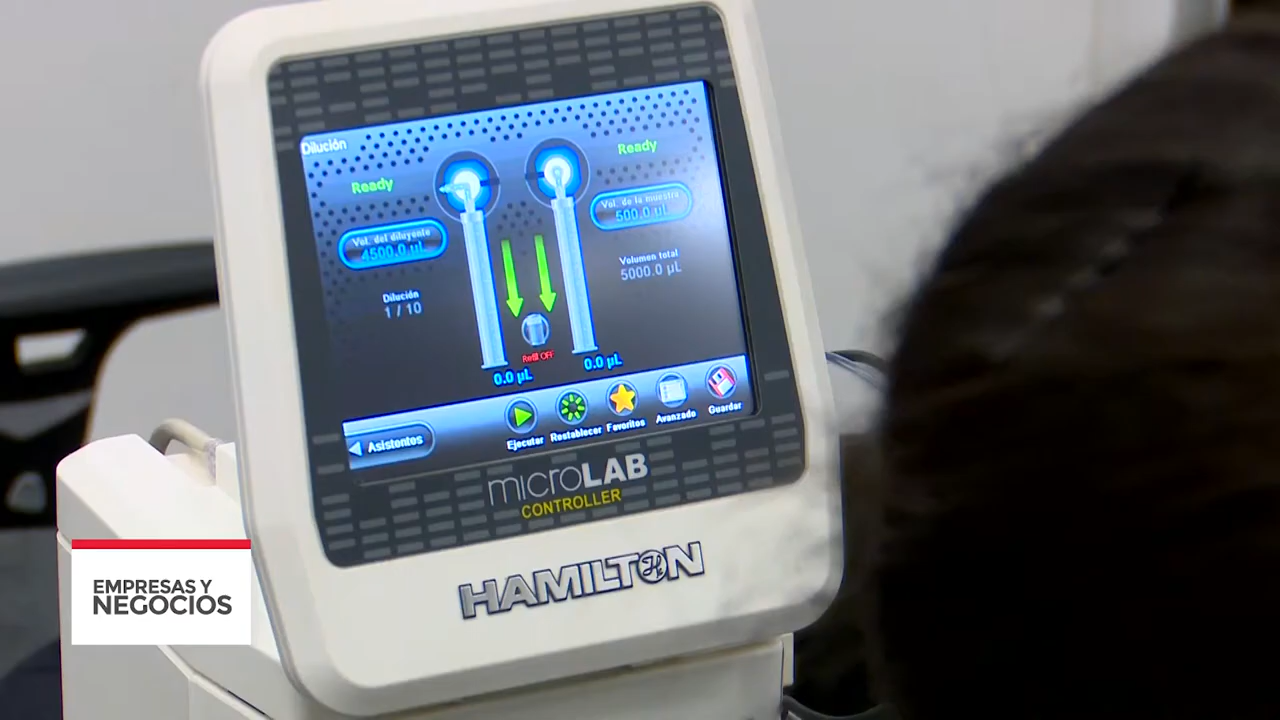 Dilución
Ready
Ready
Vol. del diluyente
4500.0 µL
Vol. de la muestra
500.0 µL
Dilución
1 / 10
Volumen total
5000.0 µL
Refill OFF
0.0 µL
0.0 µL
Asistentes
Ejecutar
Restablecer
Favoritos
Avanzado
Guardar
microLAB
CONTROLLER
HAMILTON
EMPRESAS Y
NEGOCIOS